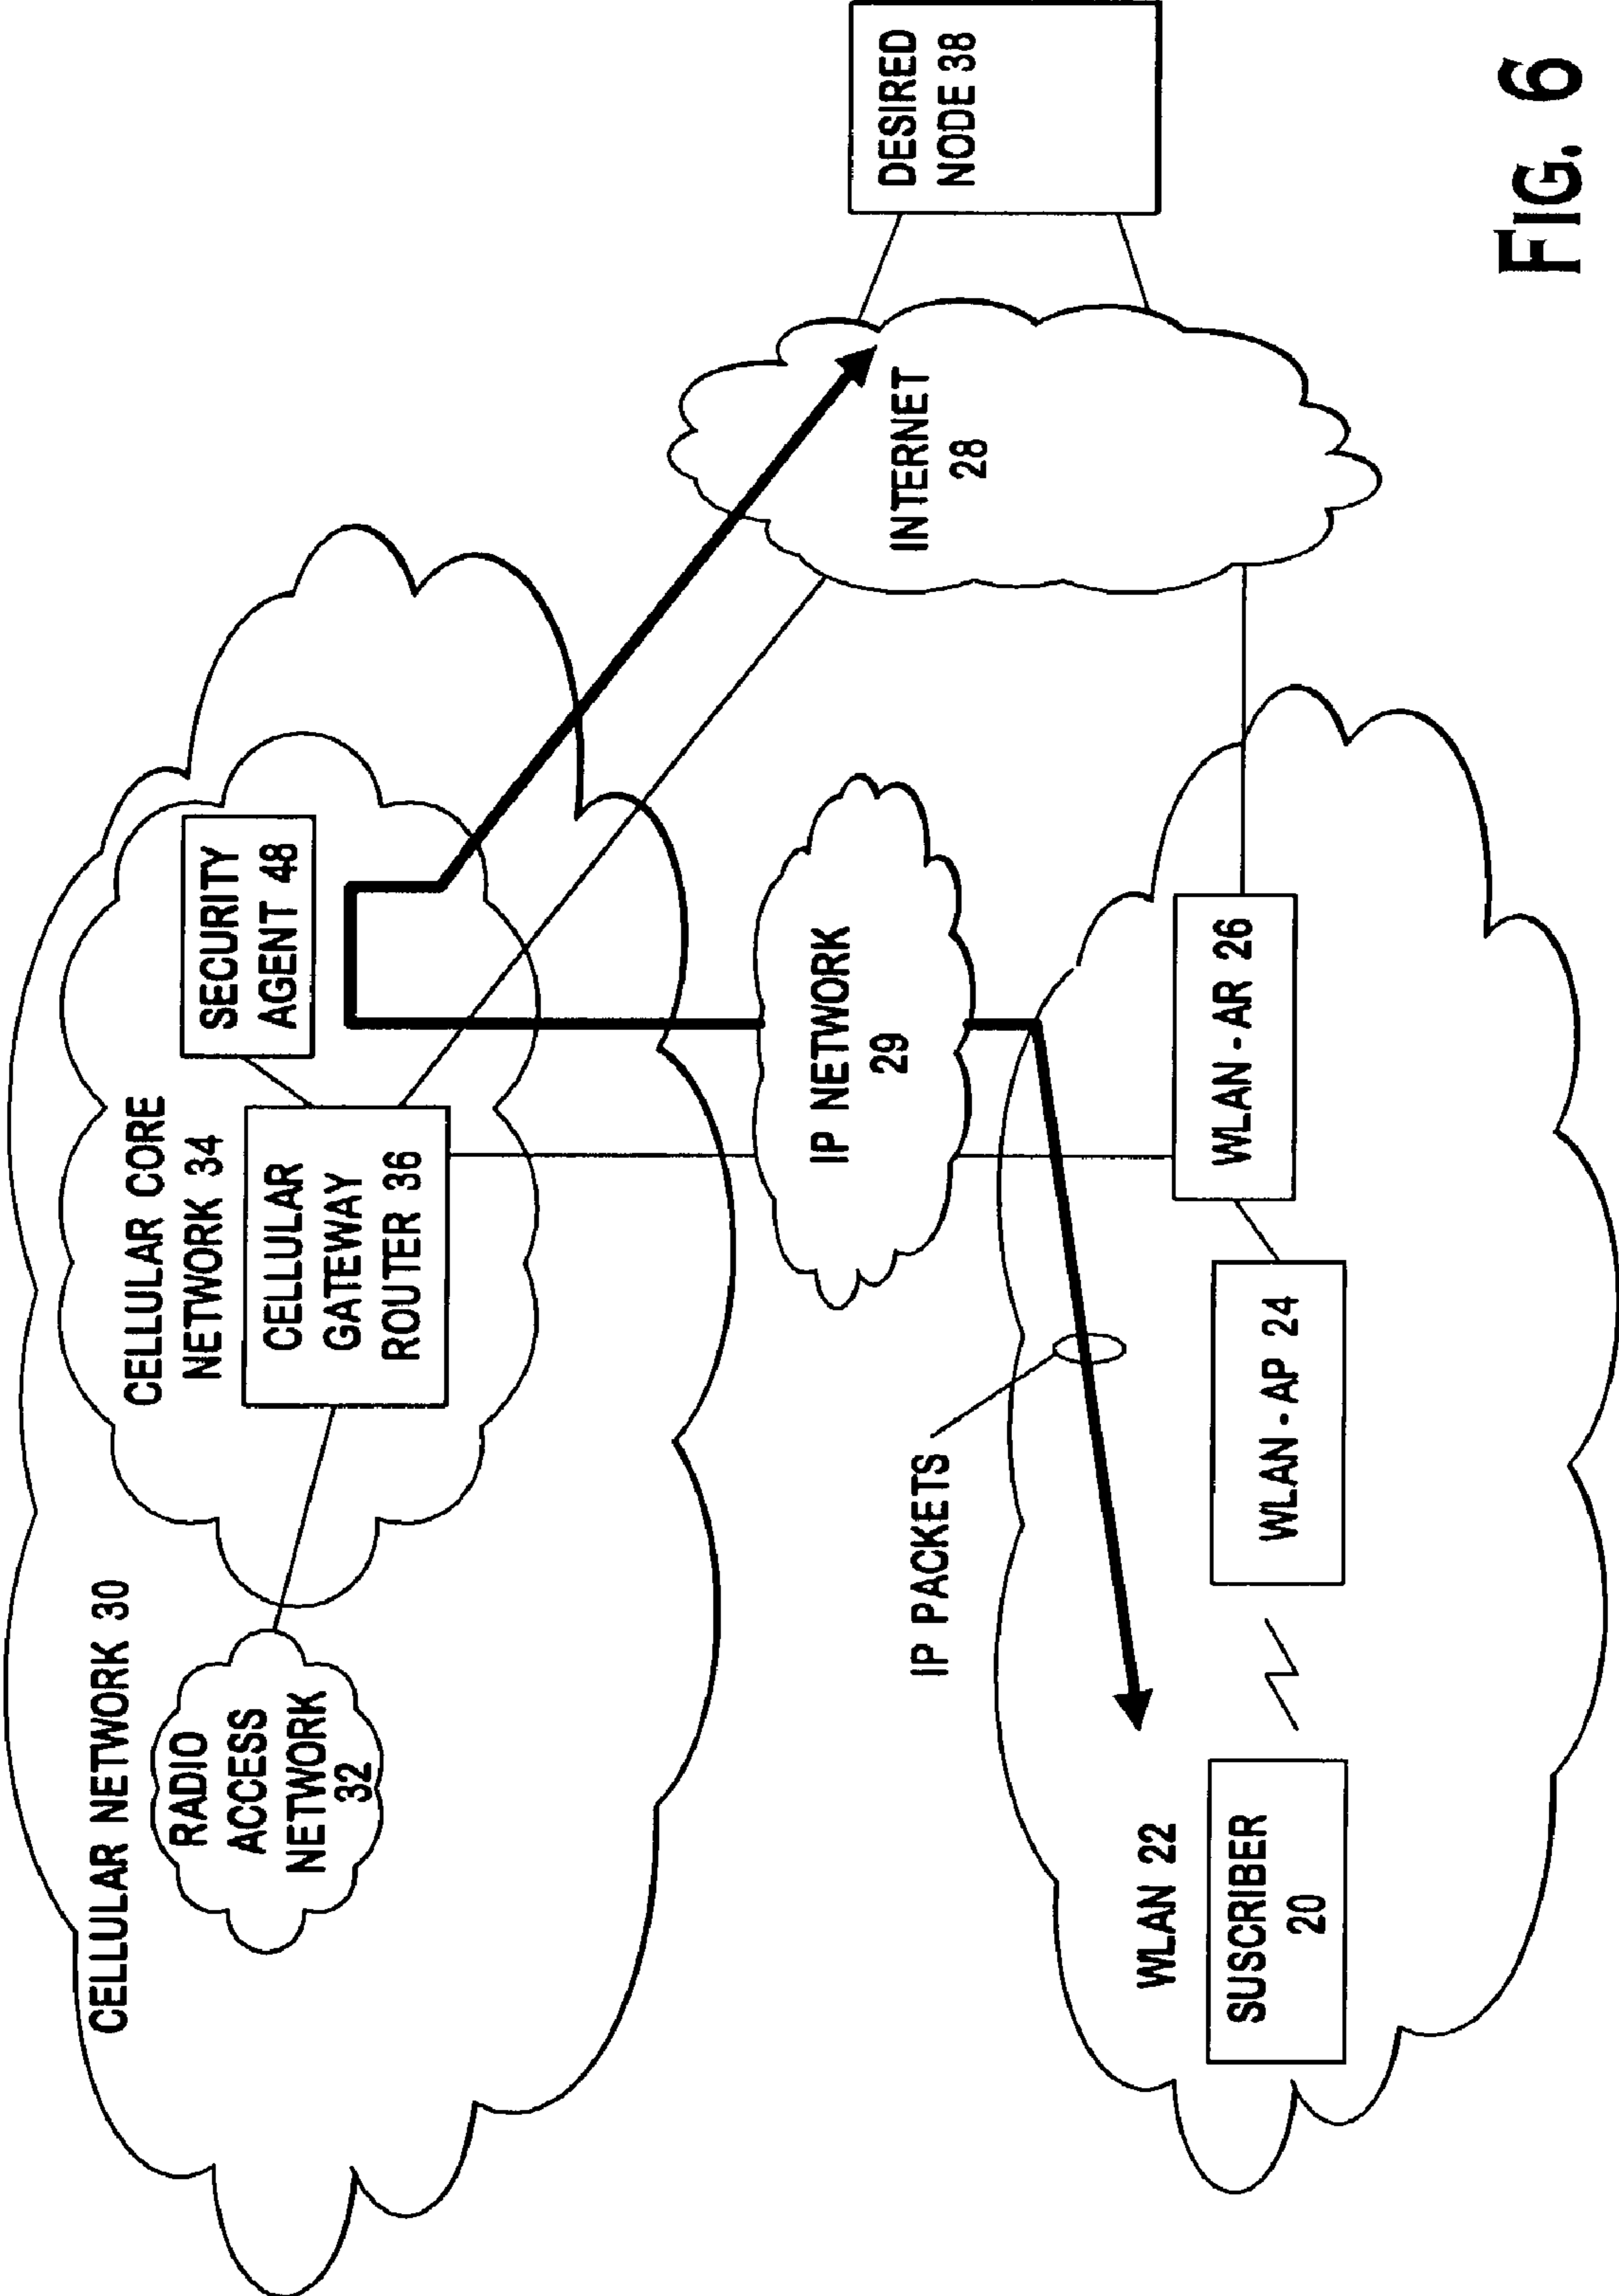 CELLULAR NETWORK 30
RADIO
ACCESS
NETWORK
32
CELLULAR CORE
NETWORK 34
CELLULAR
GATEWAY
ROUTER 36
SECURITY
AGENT 48
IP NETWORK
29
IP PACKETS
INTERNET
28
DESIRED
NODE 38
WLAN 22
SUSCRIBER
20
WLAN - AP 24
WLAN - AR 26
FIG. 6